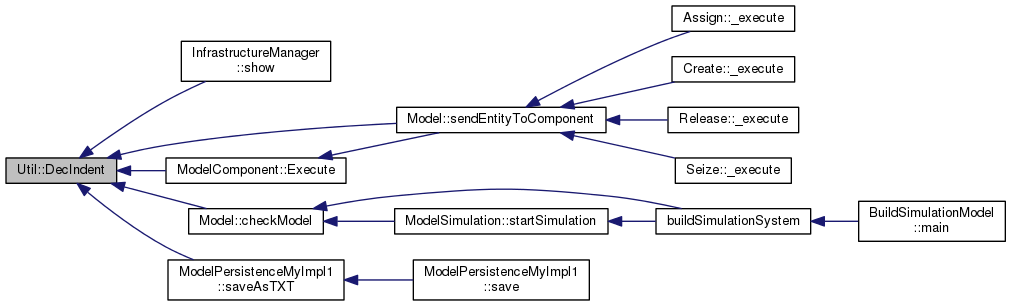 Assign::_execute
InfrastructureManager
::show
Create::_execute
Model::sendEntityToComponent
Release::_execute
Util::DecIndent
ModelComponent::Execute
Seize::_execute
Model::checkModel
ModelSimulation::startSimulation
buildSimulationSystem
BuildSimulationModel
::main
ModelPersistenceMyImpl1
::saveAsTXT
ModelPersistenceMyImpl1
::save